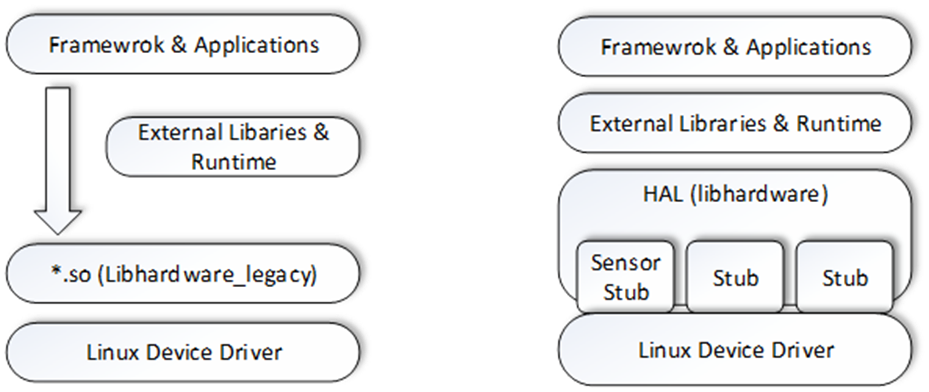 Framewrok & Applications
External Libaries &
Runtime
*.so (Libhardware_legacy)
Linux Device Driver
Framewrok & Applications
External Libraries & Runtime
HAL (libhardware)
Sensor
Stub
Stub
Stub
Linux Device Driver